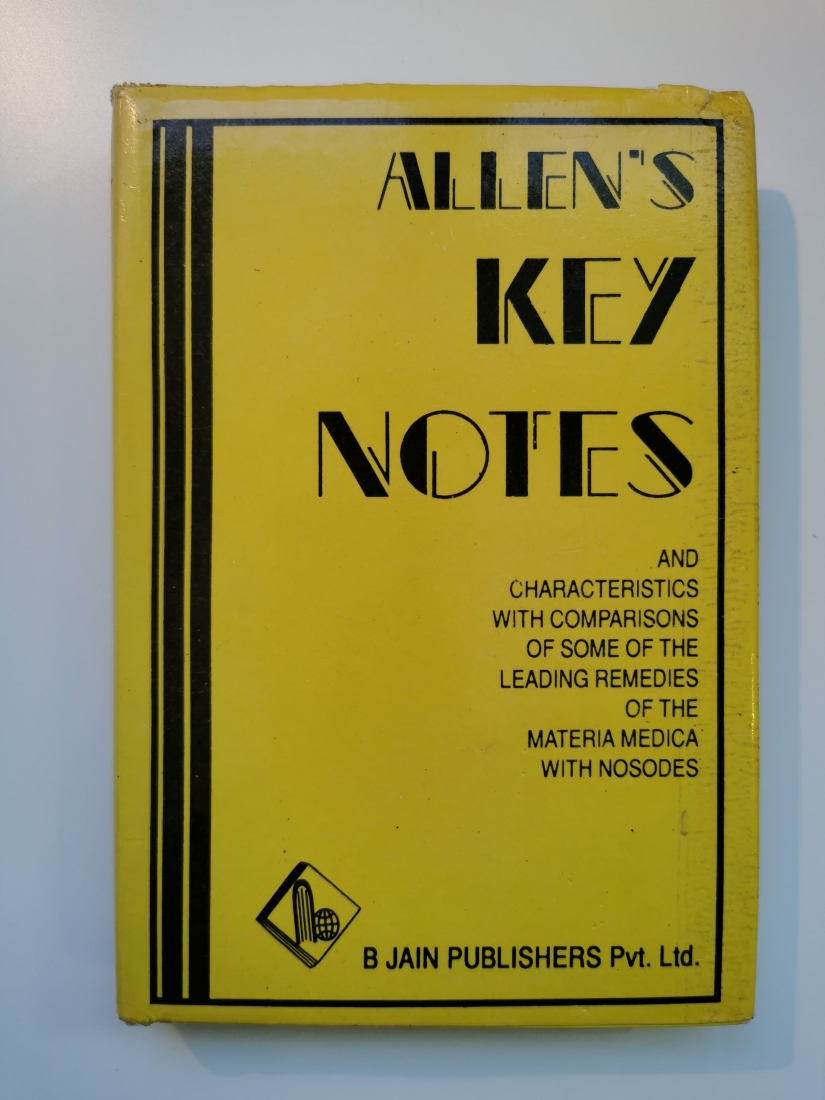 ALLEN'S
KEY
NOTES
AND
CHARACTERISTICS
WITH COMPARISONS
OF SOME OF THE
LEADING REMEDIES
OF THE
MATERIA MEDICA
WITH NOSODES
B JAIN PUBLISHERS Pvt. Ltd.